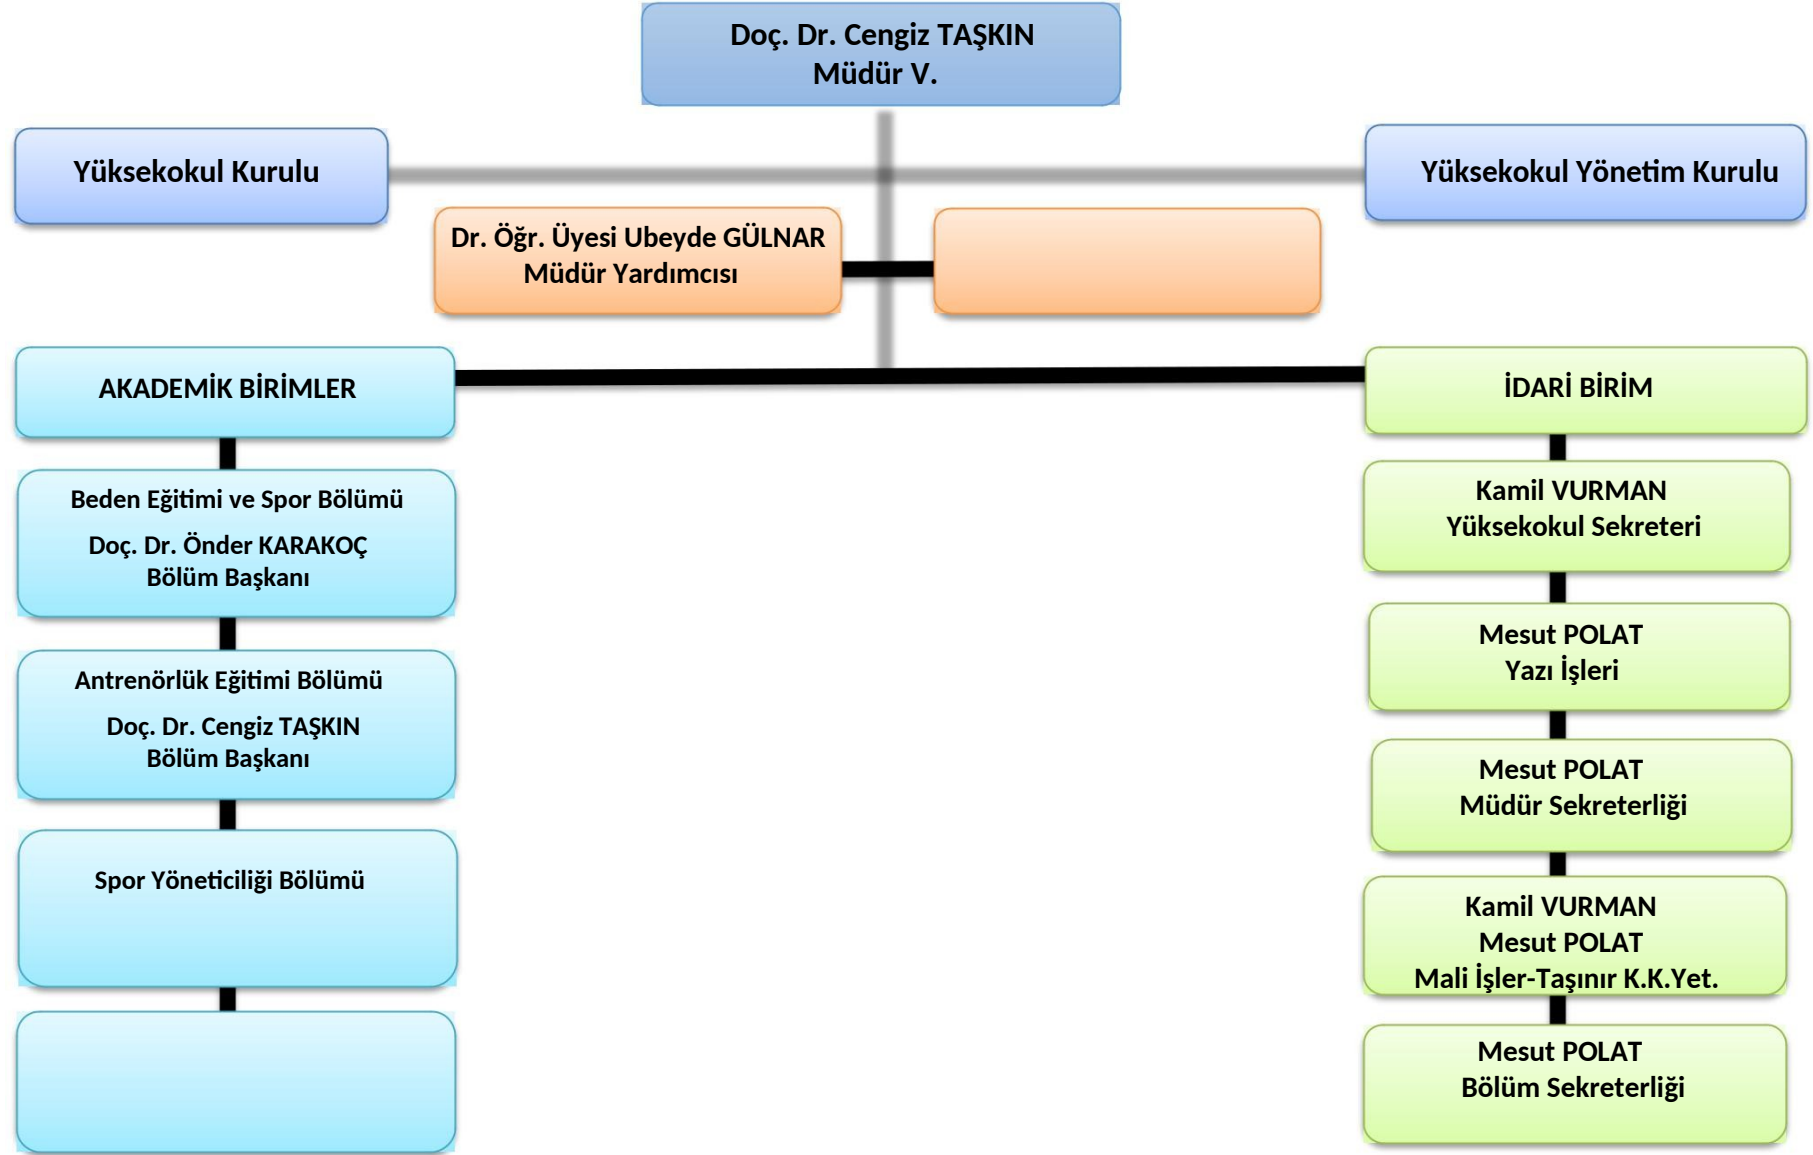 Doç. Dr. Cengiz TAŞKIN
Müdür V.
Yüksekokul Kurulu
Yüksekokul Yönetim Kurulu
Dr. Öğr. Üyesi Ubeyde GÜLNAR
Müdür Yardımcısı
AKADEMİK BİRİMLER
Beden Eğitimi ve Spor Bölümü
Doç. Dr. Önder KARAKOÇ
Bölüm Başkanı
Antrenörlük Eğitimi Bölümü
Doç. Dr. Cengiz TAŞKIN
Bölüm Başkanı
Spor Yöneticiliği Bölümü
İDARİ BİRİM
Kamil VURMAN
Yüksekokul Sekreteri
Mesut POLAT
Yazı İşleri
Mesut POLAT
Müdür Sekreterliği
Kamil VURMAN
Mesut POLAT
Mali İşler-Taşınır K.K.Yet.
Mesut POLAT
Bölüm Sekreterliği